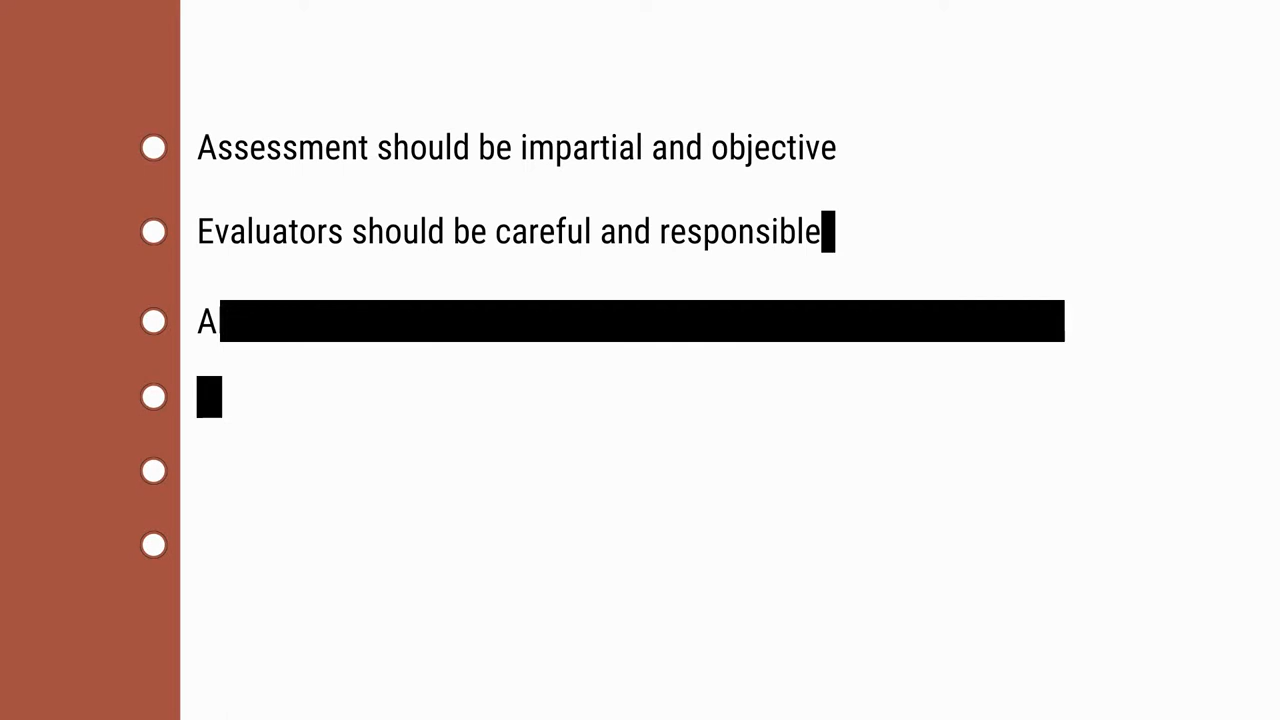 Assessment should be impartial and objective
Evaluators should be careful and responsible
A